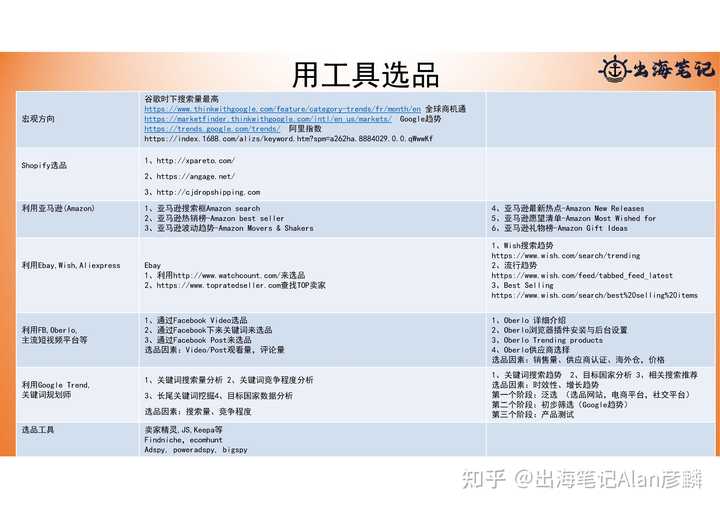 用工具选品
出海笔记
宏观方向
谷歌时下搜索量最高
https://www.thinkwithgoogle.com/feature/category-trends/fr/month/en 全球商机通
https://marketfinder.thinkwithgoogle.com/intl/en_us/markets/ Google趋势
https://trends.google.com/trends/ 阿里指数
https://index.1688.com/alizs/keyword.htm?spm=a262ha.8884029.0.0.qWwwKf
Shopify选品
1、http://xpareto.com/
2、https://angage.net/
3、http://cjdropshipping.com
利用亚马逊(Amazon)
1、亚马逊搜索框Amazon search
2、亚马逊热销榜-Amazon best seller
3、亚马逊波动趋势-Amazon Movers & Shakers
4、亚马逊最新热点-Amazon New Releases
5、亚马逊愿望清单-Amazon Most Wished for
6、亚马逊礼物榜-Amazon Gift Ideas
利用Ebay,Wish,Aliexpress
Ebay
1、利用http://www.watchcount.com/来选品
2、https://www.topratedseller.com查找TOP卖家
1、Wish搜索趋势
https://www.wish.com/search/trending
2、流行趋势
https://www.wish.com/feed/tabbed_feed_latest
3、Best Selling
https://www.wish.com/search/best%20selling%20items
利用FB,Oberlo,
主流短视频平台等
1、通过Facebook Video选品
2、通过Facebook下来关键词来选品
3、通过Facebook Post来选品
选品因素：Video/Post观看量，评论量
1、Oberlo 详细介绍
2、Oberlo浏览器插件安装与后台设置
3、Oberlo Trending products
4、Oberlo供应商选择
选品因素：销售量、供应商认证、海外仓，价格
利用Google Trend,
关键词规划师
1、关键词搜索量分析 2、关键词竞争程度分析
3、长尾关键词挖掘4、目标国家数据分析
选品因素：搜索量、竞争程度
1、关键词搜索趋势 2、目标国家分析 3、相关搜索推荐
选品因素：时效性、增长趋势
第一个阶段：泛选 （选品网站，电商平台，社交平台）
第二个阶段：初步筛选（Google趋势）
第三个阶段：产品测试
选品工具
卖家精灵,JS,Keepa等
Findniche, ecomhunt
Adspy, poweradspy, bigspy
知乎 @出海笔记Alan彦麟